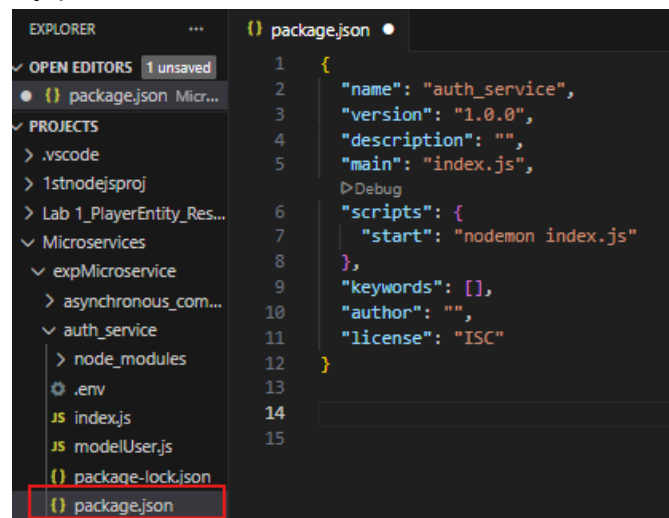 EXPLORER ...
OPEN EDITORS 1 unsaved
{} package.json Micr...
PROJECTS
> .vscode
> 1stnodejsproj
> Lab 1_PlayerEntity_Res...
Microservices
expMicroservice
> asynchronous_com...
auth_service
> node_modules
.env
JS index.js
JS modelUser.js
{} package-lock.json
{} package.json
{} package.json
1 {
2 "name": "auth_service",
3 "version": "1.0.0",
4 "description": "",
5 "main": "index.js",
Debug
6 "scripts": {
7 "start": "nodemon index.js"
8 },
9 "keywords": [],
10 "author": "",
11 "license": "ISC"
12 }
13
14
15